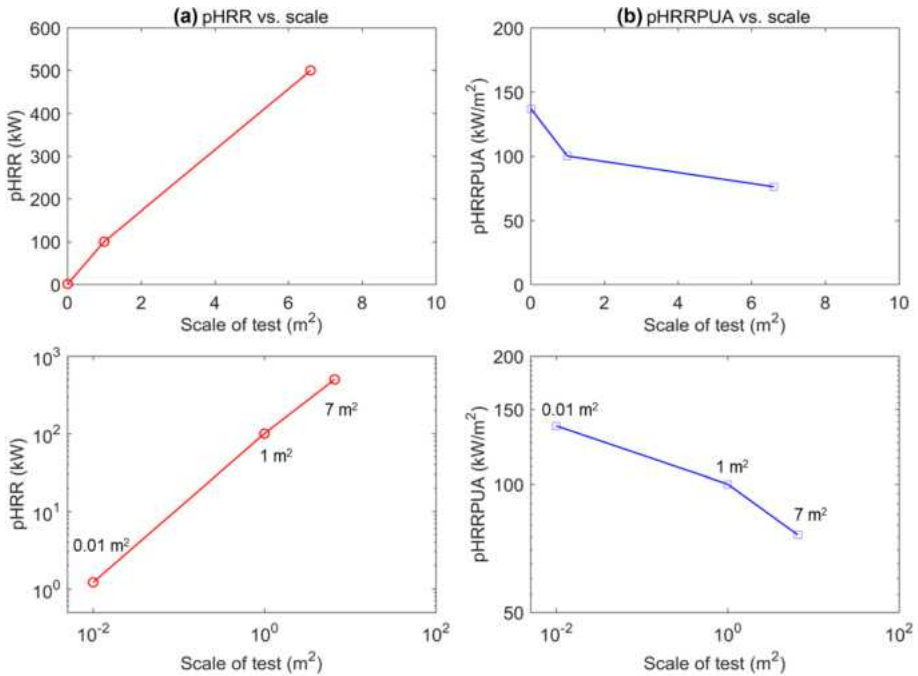 (a) pHRR vs. scale
600
500
400
300
200
100
0
pHRR (kW)
0 2 4 6 8 10
Scale of test (m²)
(b) pHRRPUA vs. scale
200
150
100
50
0
pHRRPUA (kW/m²)
0 2 4 6 8 10
Scale of test (m²)
10³
10²
10¹
10⁰
pHRR (kW)
0.01 m²
1 m²
7 m²
10⁻² 10⁰ 10²
Scale of test (m²)
200
150
100
50
pHRRPUA (kW/m²)
0.01 m²
1 m²
7 m²
10⁻² 10⁰ 10²
Scale of test (m²)